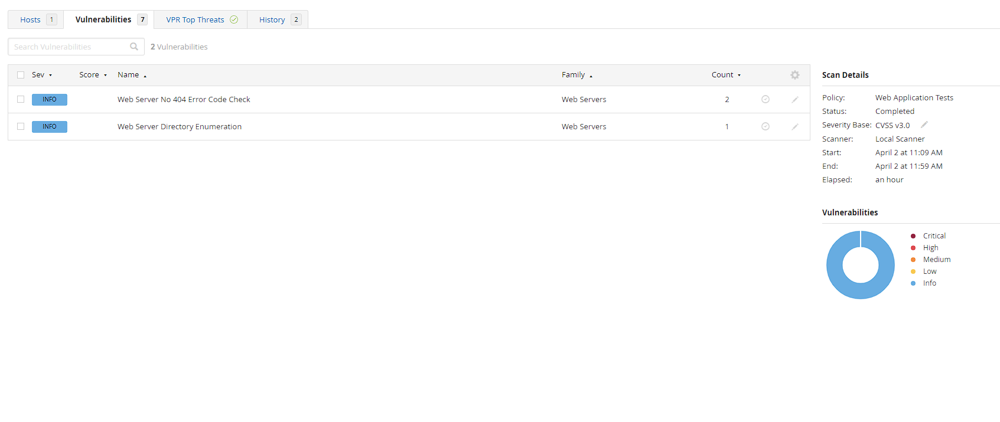 Hosts 1 Vulnerabilities 7 VPR Top Threats History 2
Search Vulnerabilities 2 Vulnerabilities
Sev Score Name Family Count
INFO Web Server No 404 Error Code Check Web Servers 2
INFO Web Server Directory Enumeration Web Servers 1
Scan Details
Policy: Web Application Tests
Status: Completed
Severity Base: CVSS v3.0
Scanner: Local Scanner
Start: April 2 at 11:09 AM
End: April 2 at 11:59 AM
Elapsed: an hour
Vulnerabilities
Critical
High
Medium
Low
Info